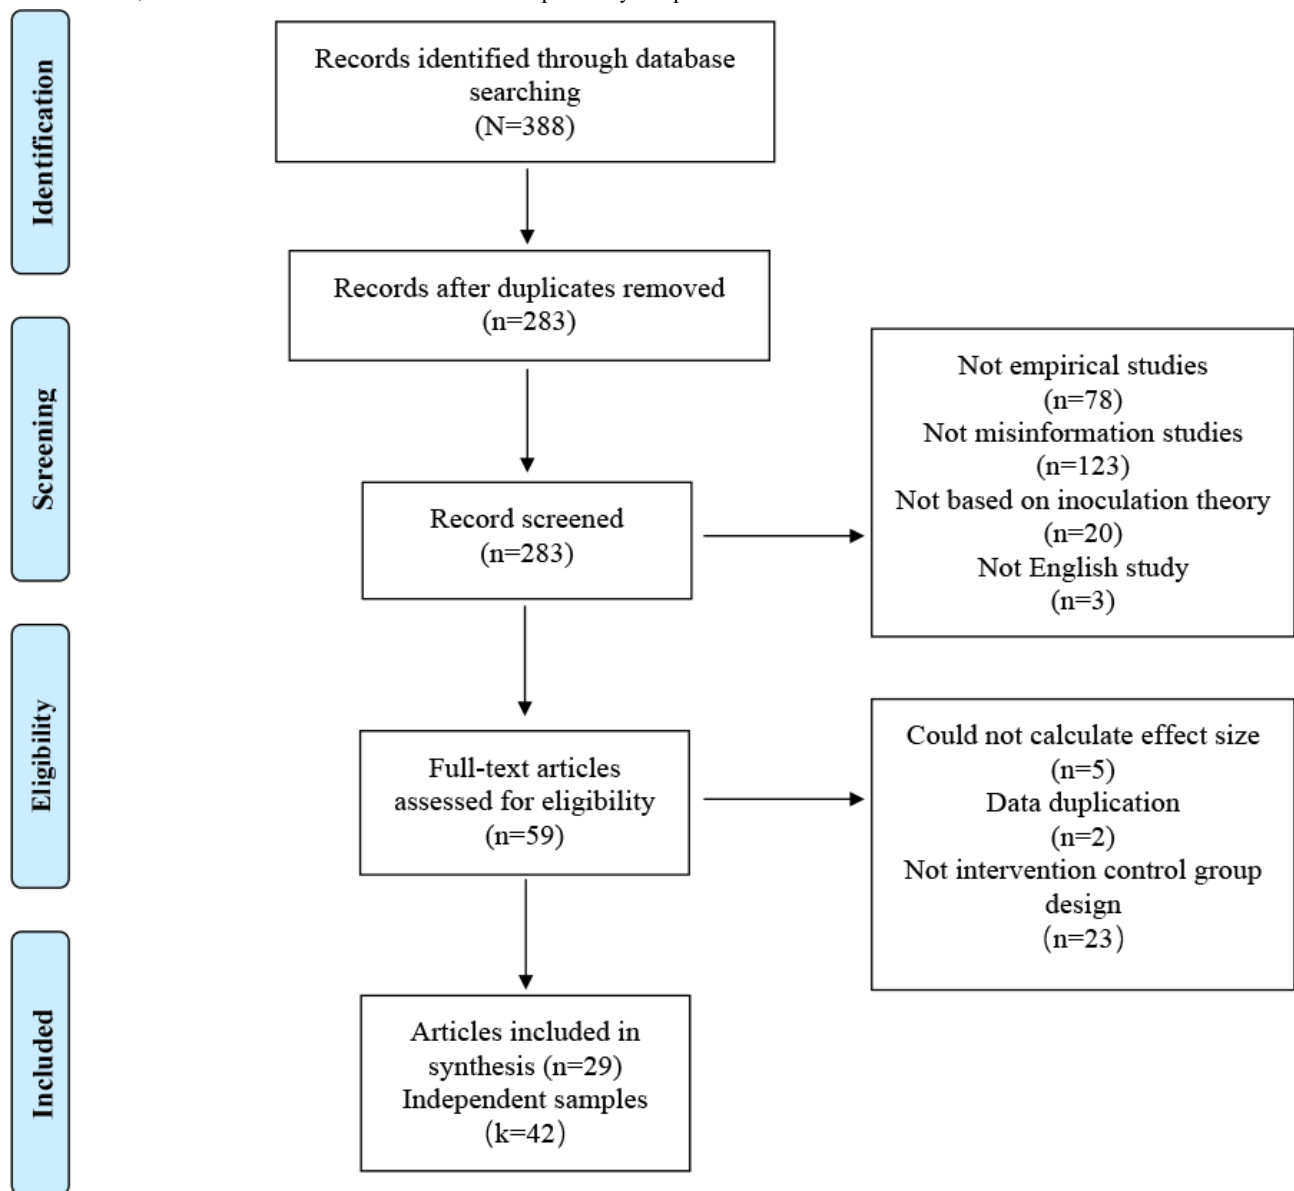 Identification
Records identified through database
searching
(N=388)
Records after duplicates removed
(n=283)
Screening
Record screened
(n=283)
Not empirical studies
(n=78)
Not misinformation studies
(n=123)
Not based on inoculation theory
(n=20)
Not English study
(n=3)
Eligibility
Full-text articles
assessed for eligibility
(n=59)
Could not calculate effect size
(n=5)
Data duplication
(n=2)
Not intervention control group
design
(n=23)
Included
Articles included in
synthesis (n=29)
Independent samples
(k=42)